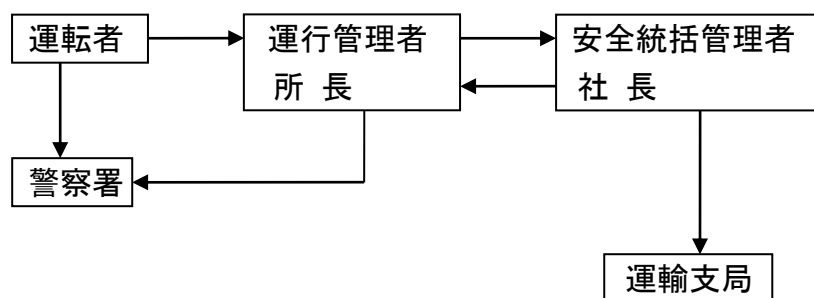 運転者
運行管理者
所 長
安全統括管理者
社 長
警察署
運輸支局